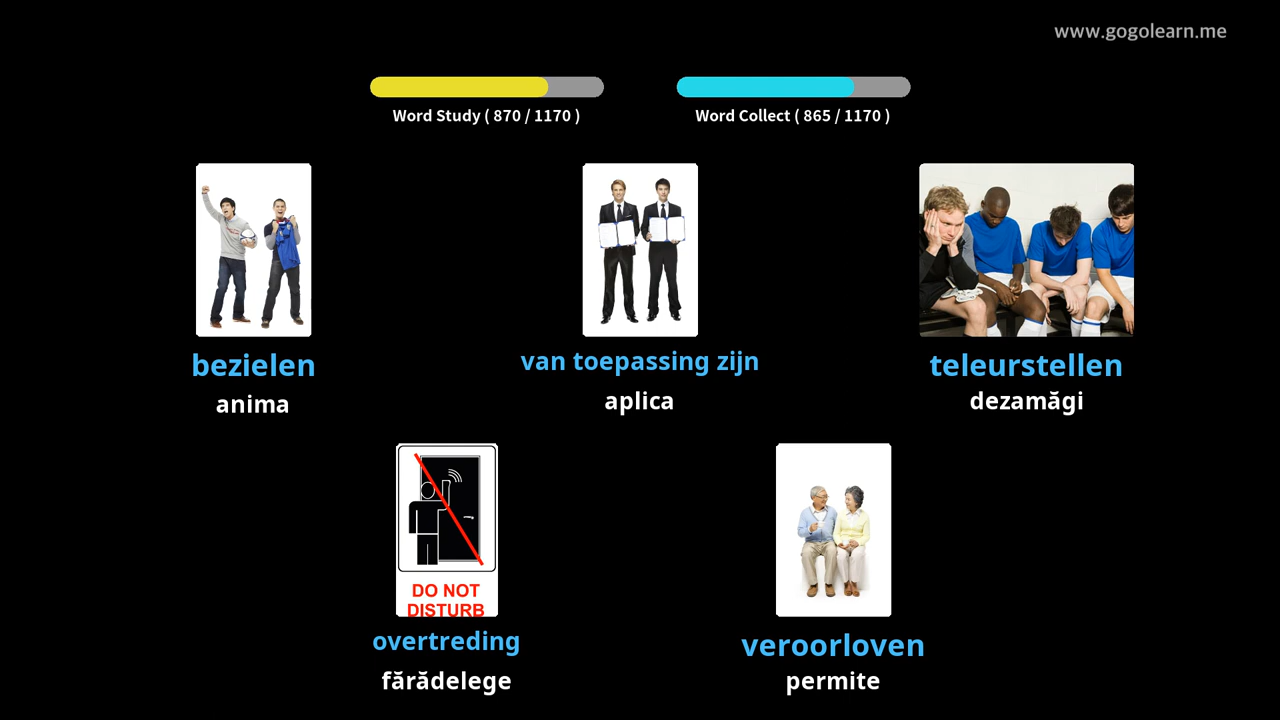 www.gogolearn.me
Word Study ( 870 / 1170 )
Word Collect ( 865 / 1170 )
bezielen
anima
van toepassing zijn
aplica
teleurstellen
dezamăgi
DO NOT
DISTURB
overtreding
fărădelege
veroorloven
permite